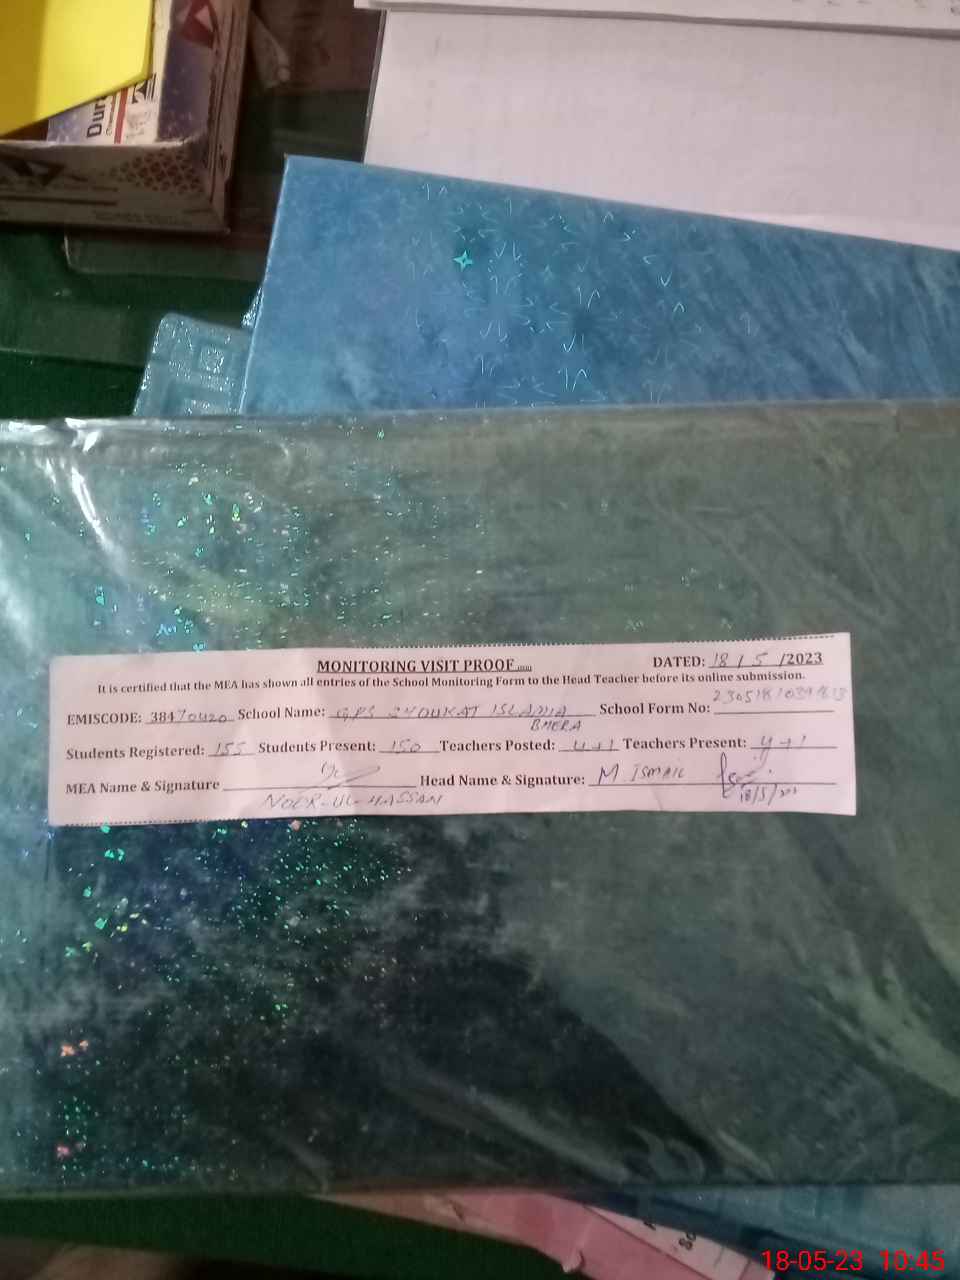 Dur
MONITORING VISIT PROOF
DATED: 18 / 5 /2023
It is certified that the MEA has shown all entries of the School Monitoring Form to the Head Teacher before its online submission.
EMISCODE: 38470420 School Name: GPS SHOUKAT ISLAMIA School Form No:
BHERA
Students Registered: 155 Students Present: 150 Teachers Posted: 4+1 Teachers Present: 4+1
MEA Name & Signature Head Name & Signature: M. ISMAIL
NOOR-UL-HASSAN
18/5/
18-05-23 10:45